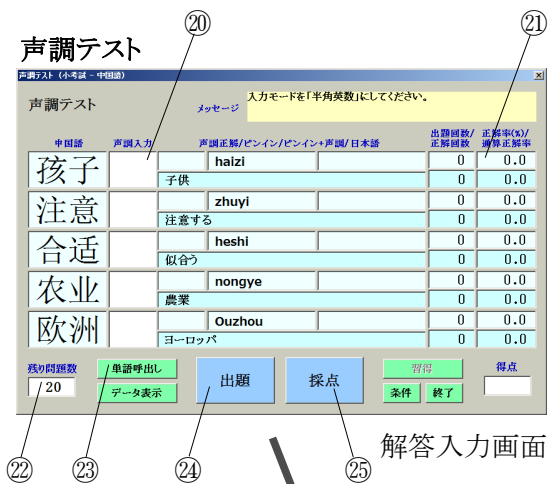 ⑳ ㉑
声調テスト
声調テスト (小考試 - 中国語)
声調テスト メッセージ 入力モードを「半角英数」にしてください。
中国語 声調入力 声調正解/ピンイン/ピンイン+声調/日本語 出題回数/正解回数 正解率(%)/通算正解率
孩子 haizi 0 0.0
子供 0 0.0
注意 zhuyi 0 0.0
注意する 0 0.0
合适 heshi 0 0.0
似合う 0 0.0
农业 nongye 0 0.0
農業 0 0.0
欧洲 Ouzhou 0 0.0
ヨーロッパ 0 0.0
残り問題数 単語呼出し 出題 採点 習得 得点
20 データ表示 条件 終了
解答入力画面
㉒ ㉓ ㉔ ㉕